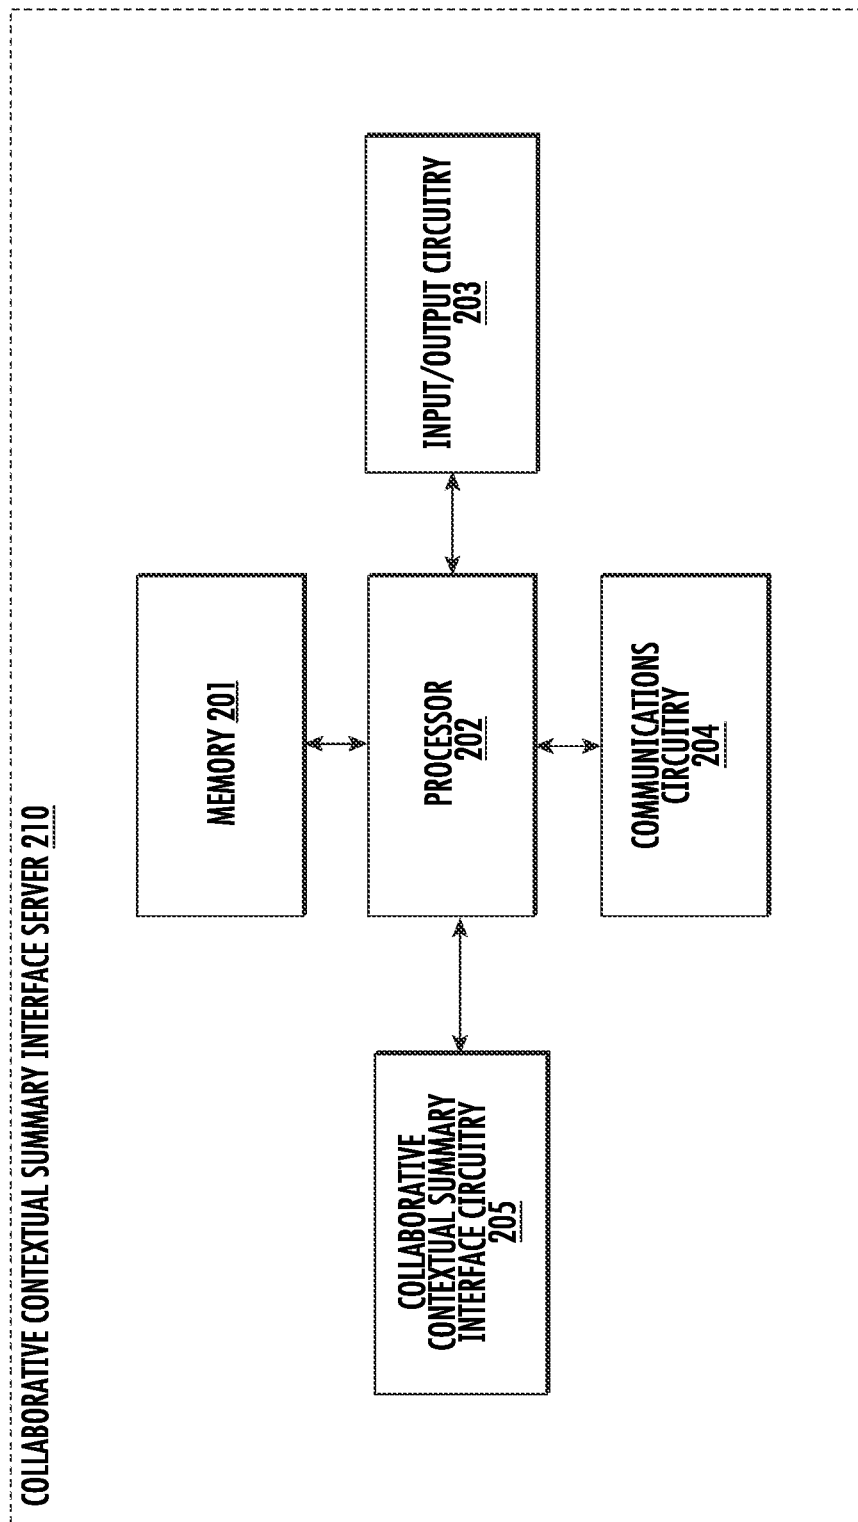 COLLABORATIVE CONTEXTUAL SUMMARY INTERFACE SERVER 210
MEMORY 201
COLLABORATIVE
CONTEXTUAL SUMMARY
INTERFACE CIRCUITRY
205
PROCESSOR
202
INPUT/OUTPUT CIRCUITRY
203
COMMUNICATIONS
CIRCUITRY
204